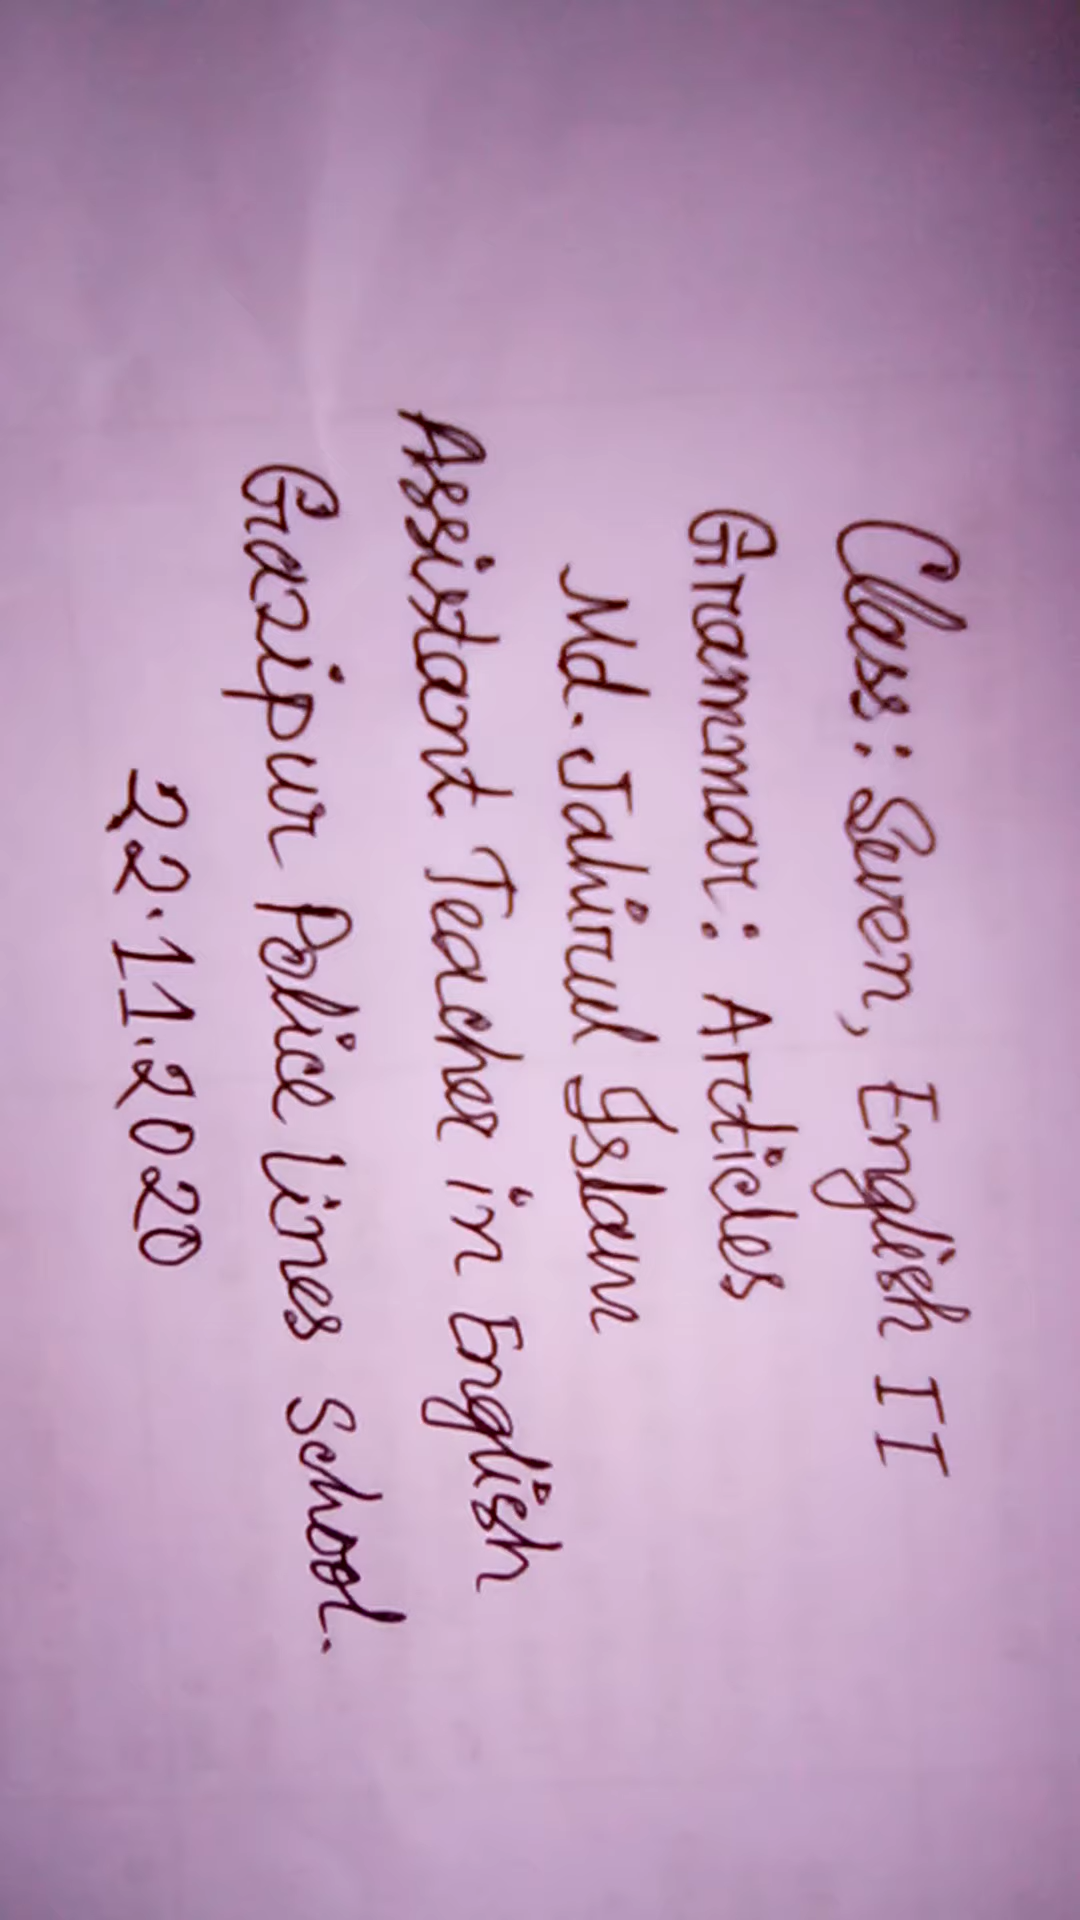 Class: Seven, English II
Grammar: Articles
Md. Jahirul Islam
Assistant Teacher in English
Gazipur Police Lines School.
22.11.2020